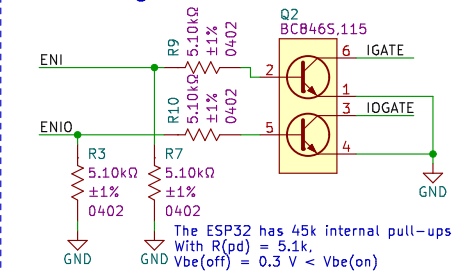 Q2
BC846S,115
R9
5.10kΩ
±1%
0402
ENI
2
6
IGATE
1
R10
5.10kΩ
±1%
0402
3
IOGATE
ENIO
5
4
R3
5.10kΩ
±1%
0402
R7
5.10kΩ
±1%
0402
GND
GND
GND
The ESP32 has 45k internal pull-ups
With R(pd) = 5.1k,
Vbe(off) = 0.3 V < Vbe(on)